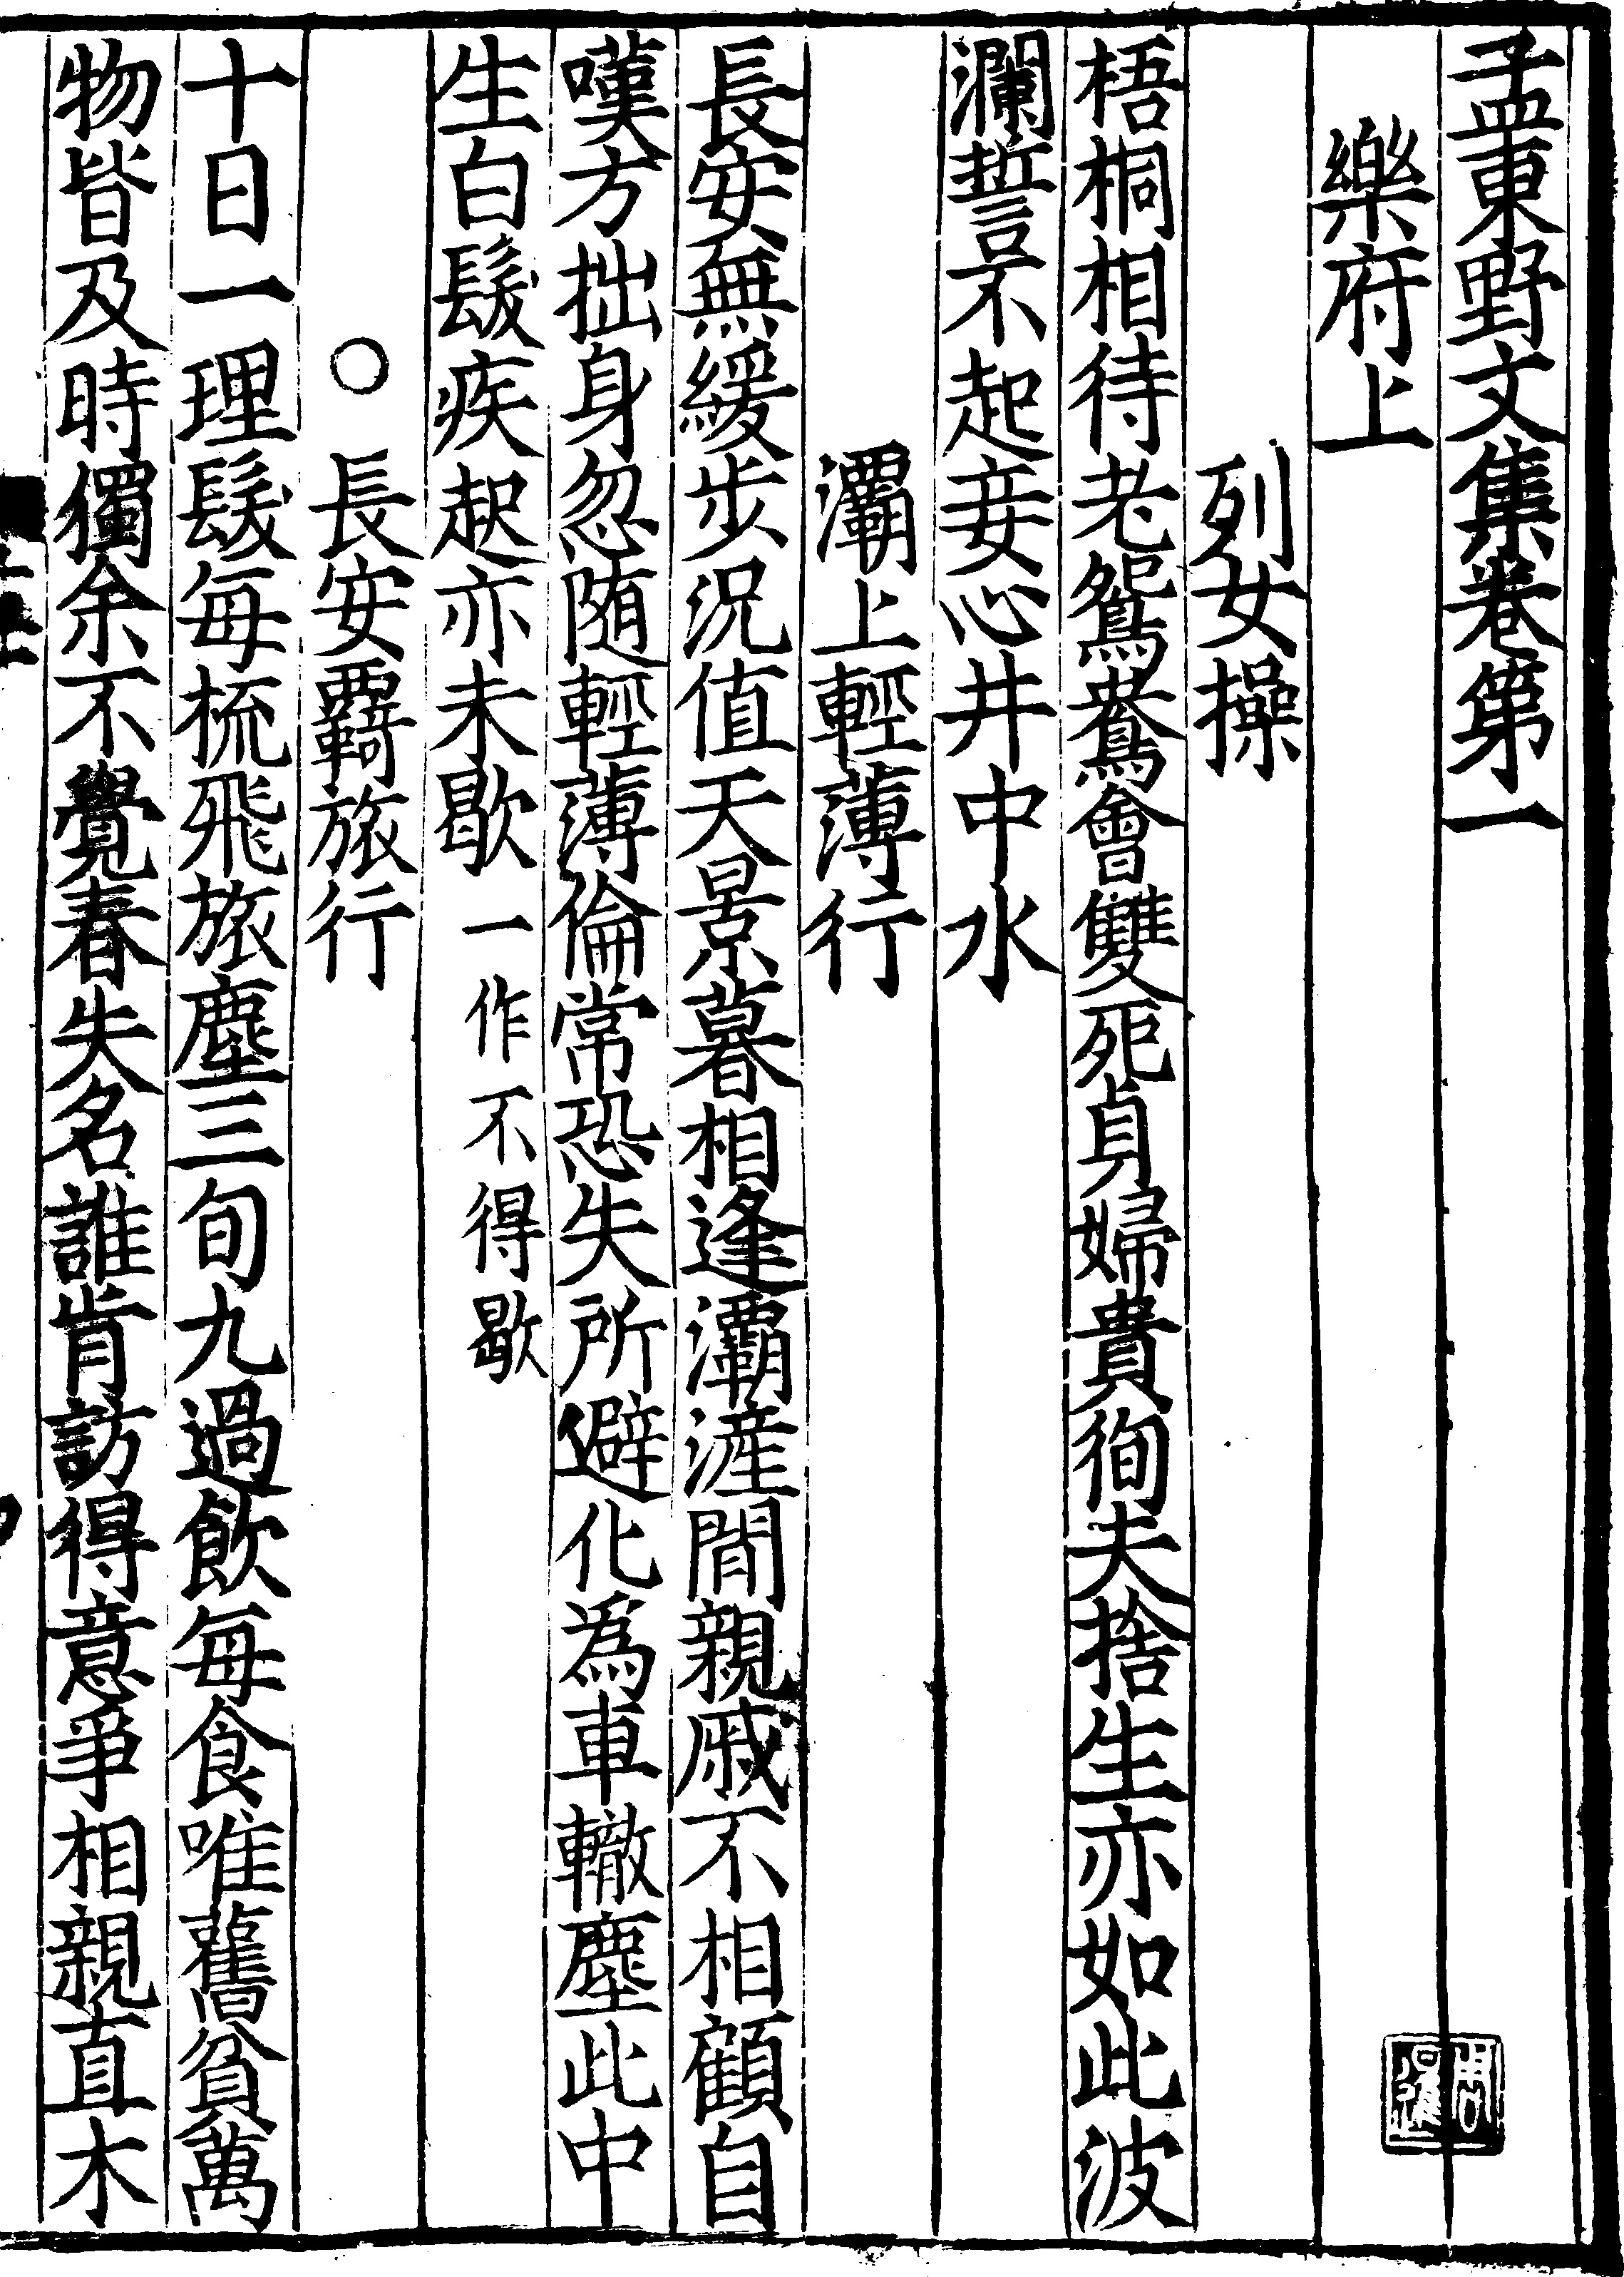 孟東野文集卷第一
樂府上
列女操
梧桐相待老鴛鴦會雙死貞婦貴徇夫捨生亦如此波
瀾誓不起妾心井中水
灞上輕薄行
長安無緩步況值天景暮相逢灞滻間親戚不相顧自
嘆方拙身忽随輕薄倫常恐失所避化為車轍塵此中
生白髮疾起亦未歇一作不得歇
○長安羇旅行
十日一理髮每梳飛旅塵三旬九過飲每食唯舊貧萬
物皆及時獨余不覺春失名誰肯訪得意爭相親直木